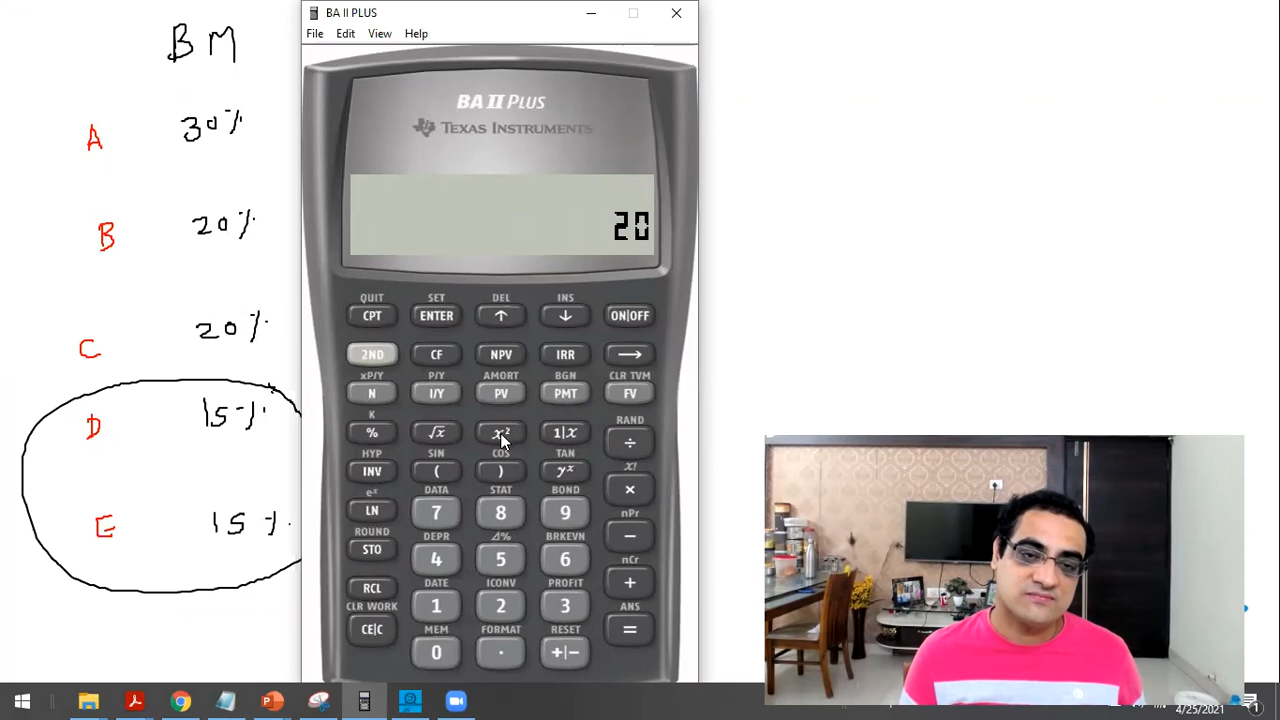 BM
A 30%
B 20%
C 20%
D 15%
E 15%
BA II PLUS
File Edit View Help
BA II PLUS
TEXAS INSTRUMENTS
20
QUIT SET DEL INS
CPT ENTER ↑ ↓ ON|OFF
2ND CF NPV IRR →
xP/Y P/Y AMORT BGN CLR TVM
N I/Y PV PMT FV
K RAND
% √x x² 1|x ÷
HYP SIN COS TAN x!
INV ( ) yˣ ×
eˣ DATA STAT BOND nPr
LN 7 8 9 −
ROUND DEPR Δ% BRKEVN nCr
STO 4 5 6 +
DATE ICONV PROFIT ANS
RCL 1 2 3 =
CLR WORK MEM FORMAT RESET
CE|C 0 . +|−
4/25/2021
1